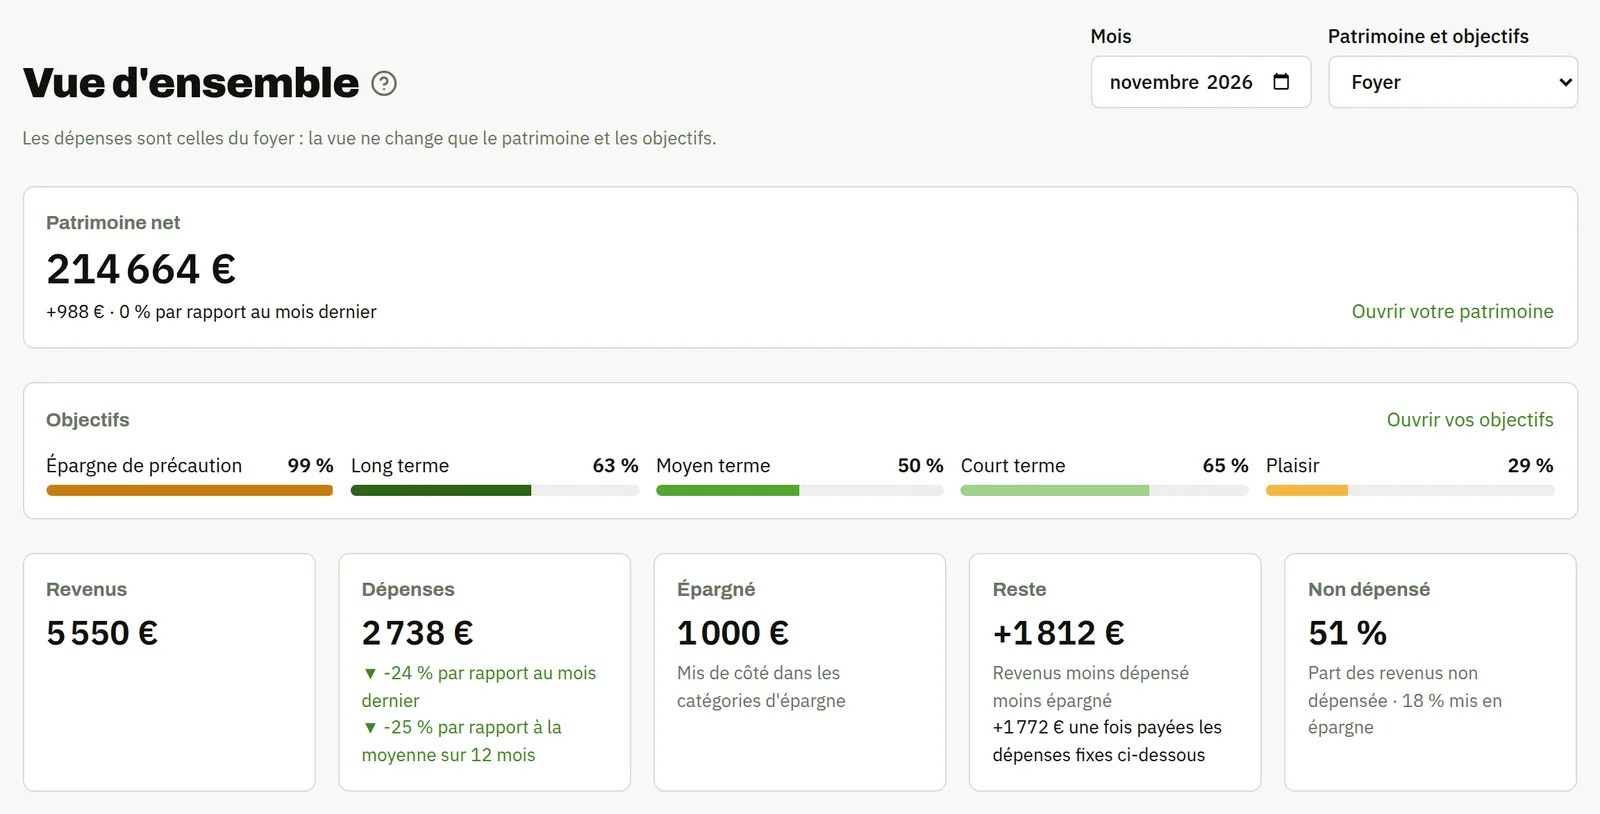 Mois
Patrimoine et objectifs
Vue d'ensemble ?
novembre 2026
Foyer
Les dépenses sont celles du foyer : la vue ne change que le patrimoine et les objectifs.
Patrimoine net
214 664 €
+988 € · 0 % par rapport au mois dernier
Ouvrir votre patrimoine
Objectifs
Ouvrir vos objectifs
Épargne de précaution 99 %
Long terme 63 %
Moyen terme 50 %
Court terme 65 %
Plaisir 29 %
Revenus
5 550 €
Dépenses
2 738 €
▼ -24 % par rapport au mois
dernier
▼ -25 % par rapport à la
moyenne sur 12 mois
Épargné
1 000 €
Mis de côté dans les
catégories d'épargne
Reste
+1 812 €
Revenus moins dépensé
moins épargné
+1 772 € une fois payées les
dépenses fixes ci-dessous
Non dépensé
51 %
Part des revenus non
dépensée · 18 % mis en
épargne